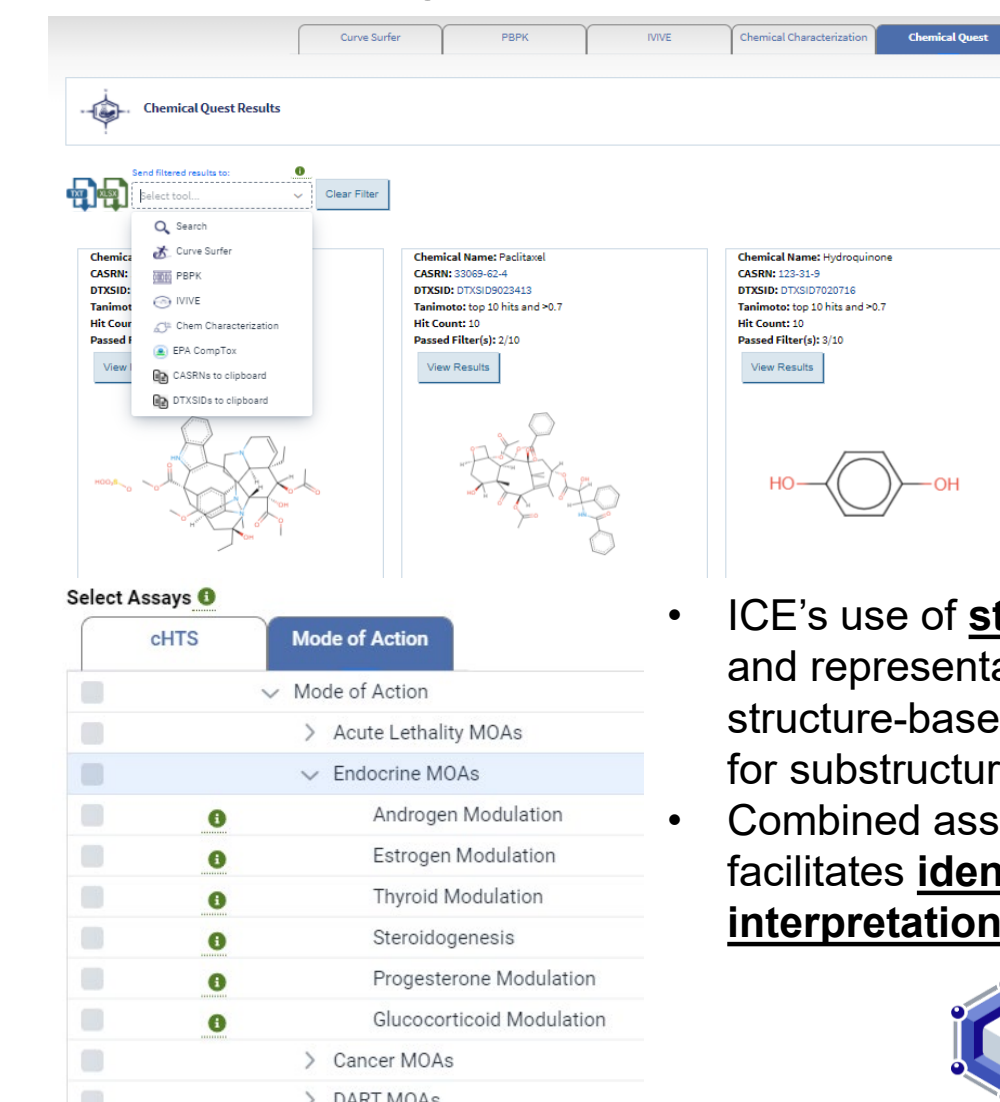 Curve Surfer PBPK IVIVE Chemical Characterization Chemical Quest
Chemical Quest Results
Send filtered results to:
TXT XLSX Select tool... Clear Filter
Search
Curve Surfer
PBPK
IVIVE
Chem Characterization
EPA CompTox
CASRNs to clipboard
DTXSIDs to clipboard
CASRN:
DTXSID:
View
Chemical Name: Paclitaxel
CASRN: 33069-62-4
DTXSID: DTXSID9023413
Tanimoto: top 10 hits and >0.7
Hit Count: 10
Passed Filter(s): 2/10
View Results
Chemical Name: Hydroquinone
CASRN: 123-31-9
DTXSID: DTXSID7020716
Tanimoto: top 10 hits and >0.7
Hit Count: 10
Passed Filter(s): 3/10
View Results
HO OH
Select Assays
cHTS Mode of Action
Mode of Action
Acute Lethality MOAs
Endocrine MOAs
Androgen Modulation
Estrogen Modulation
Thyroid Modulation
Steroidogenesis
Progesterone Modulation
Glucocorticoid Modulation
Cancer MOAs
DART MOAs
• ICE's use of
and
structure-base
for
• Combined
facilitates
interpretation